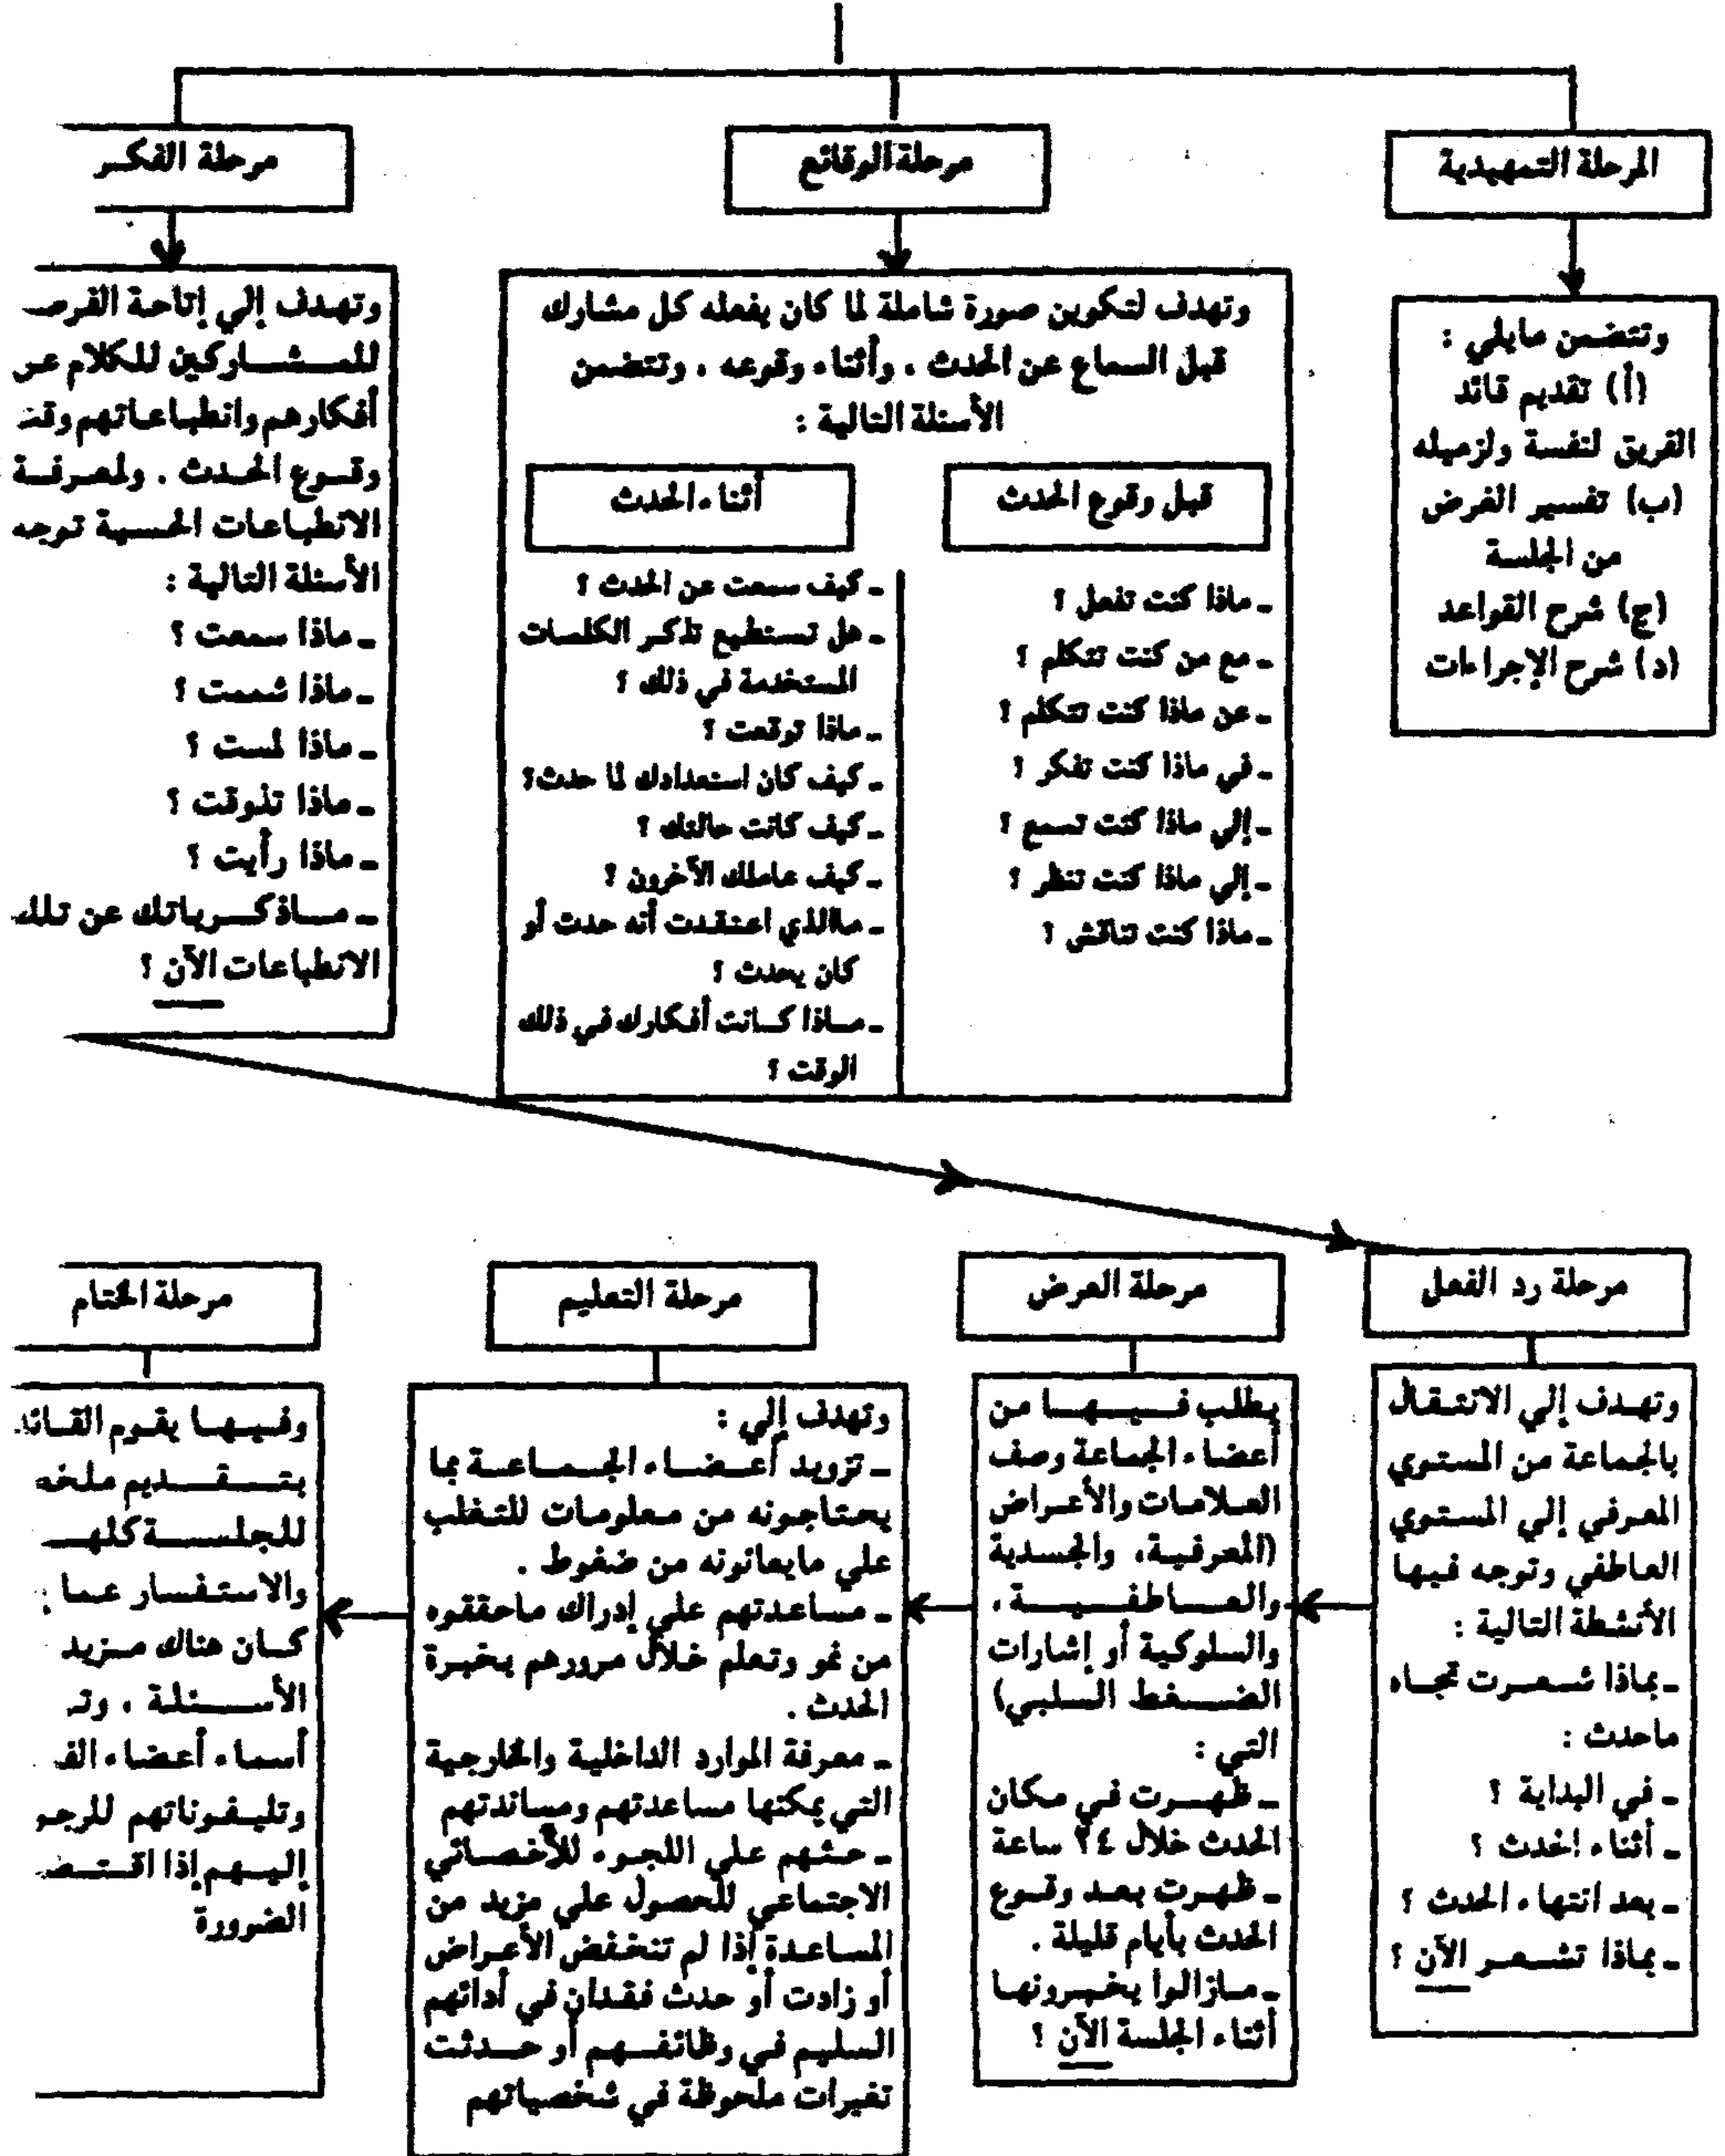 المرحلة التمهيدية
وتتضمن مايلي :
(أ) تقديم قائد
الفريق لنفسة ولزميله
(ب) تفسير الغرض
من الجلسة
(ج) شرح القواعد
(د) شرح الإجراءات
مرحلة الوقائع
وتهدف لتكوين صورة شاملة لما كان يفعله كل مشارك
قبل السماع عن الحدث ، وأثناء وقوعه ، وتتضمن
الأسئلة التالية :
قبل وقوع الحدث
ـ ماذا كنت تفعل ؟
ـ مع من كنت تتكلم ؟
ـ عن ماذا كنت تتكلم ؟
ـ في ماذا كنت تفكر ؟
ـ إلي ماذا كنت تسمع ؟
ـ إلي ماذا كنت تنظر ؟
ـ ماذا كنت تناقش ؟
أثناء الحدث
ـ كيف سمعت عن الحدث ؟
ـ هل تستطيع تذكر الكلمات
المستخدمة في ذلك ؟
ـ ماذا توقعت ؟
ـ كيف كان استعدادك لما حدث؟
ـ كيف كانت حالتك ؟
ـ كيف عاملك الآخرون ؟
ـ ماالذي اعتقدت أنه حدث أو
كان يحدث ؟
ـ ماذا كانت أفكارك في ذلك
الوقت ؟
مرحلة الفكر
وتهدف إلي إتاحة
للمشاركين للكلام
أفكارهم وانطباعاتهم
وقوع الحدث . ولمعرفة
الانطباعات الحسية توجه
الأسئلة التالية :
ـ ماذا سمعت ؟
ـ ماذا شممت ؟
ـ ماذا لمست ؟
ـ ماذا تذوقت ؟
ـ ماذا رأيت ؟
ـ ماذكرياتك عن تلك
الانطباعات الآن ؟
مرحلة رد الفعل
وتهدف إلي الانتقال
بالجماعة من المستوي
المعرفي إلي المستوي
العاطفي وتوجه فيها
الأنشطة التالية :
ـ بماذا شعرت تجاه
ماحدث :
ـ في البداية ؟
ـ أثناء الحدث ؟
ـ بعد انتهاء الحدث ؟
ـ بماذا تشعر الآن ؟
مرحلة العرض
يطلب فيها من
أعضاء الجماعة وصف
العلامات والأعراض
(المعرفية، والجسدية
والعاطفية،
والسلوكية أو إشارات
الضغط السلبي)
التي :
ـ ظهرت في مكان
الحدث خلال ٢٤ ساعة
ـ ظهرت بعد وقوع
الحدث بأيام قليلة .
ـ مازالوا يخبرونها
أثناء الجلسة الآن ؟
مرحلة التعليم
وتهدف إلي :
ـ تزويد أعضاء الجماعة بما
يحتاجونه من معلومات للتغلب
علي مايعانونه من ضغوط .
ـ مساعدتهم علي إدراك ماحققوه
من نمو وتعلم خلال مرورهم بخبرة
الحدث .
ـ معرفة الموارد الداخلية والخارجية
التي يمكنها مساعدتهم ومساندتهم
ـ حثهم علي اللجوء للأخصائي
الاجتماعي للحصول علي مزيد من
المساعدة إذا لم تنخفض الأعراض
أو زادت أو حدث فقدان في أدائهم
السليم في وظائفهم أو حدثت
تغيرات ملحوظة في شخصياتهم
مرحلة الختام
وفيها يقوم
بتقديم
للجلسة
والاستفسار عما
كان هناك مزيد
الأسئلة ،
أسماء أعضاء
وتليفوناتهم
إليهم إذا
الضرورة